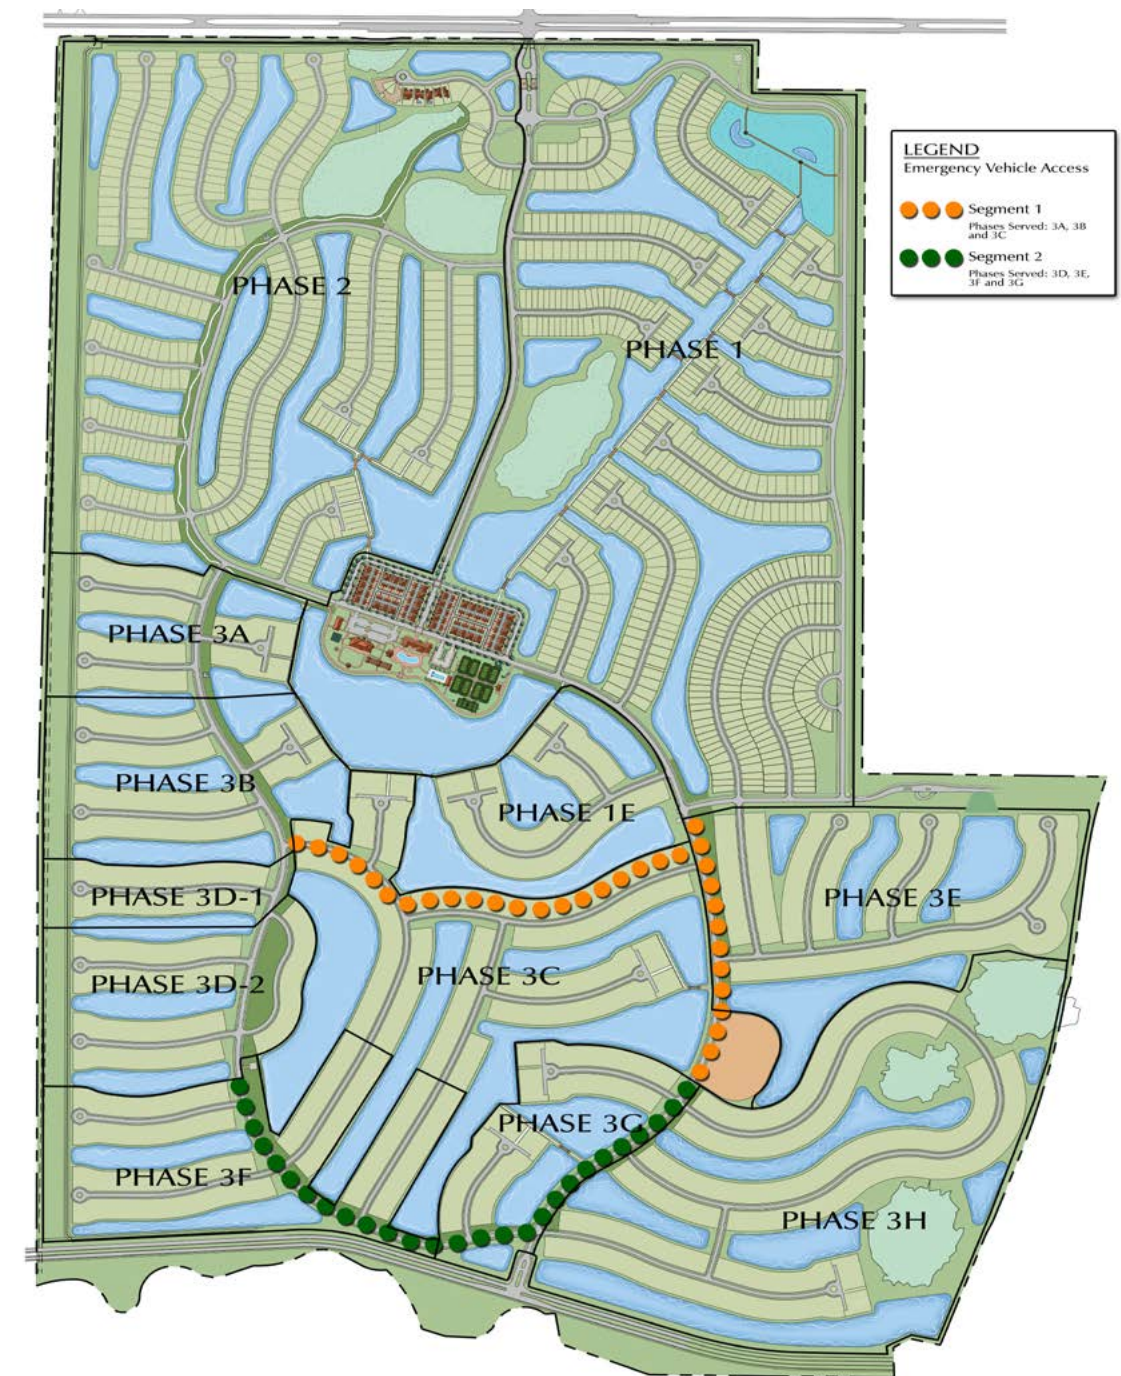 LEGEND
Emergency Vehicle Access
Segment 1
Phases Served: 3A, 3B
and 3C
Segment 2
Phases Served: 3D, 3E,
3F and 3G
PHASE 2
PHASE 1
PHASE 3A
PHASE 3B
PHASE 1E
PHASE 3D-1
PHASE 3E
PHASE 3C
PHASE 3D-2
PHASE 3G
PHASE 3F
PHASE 3H